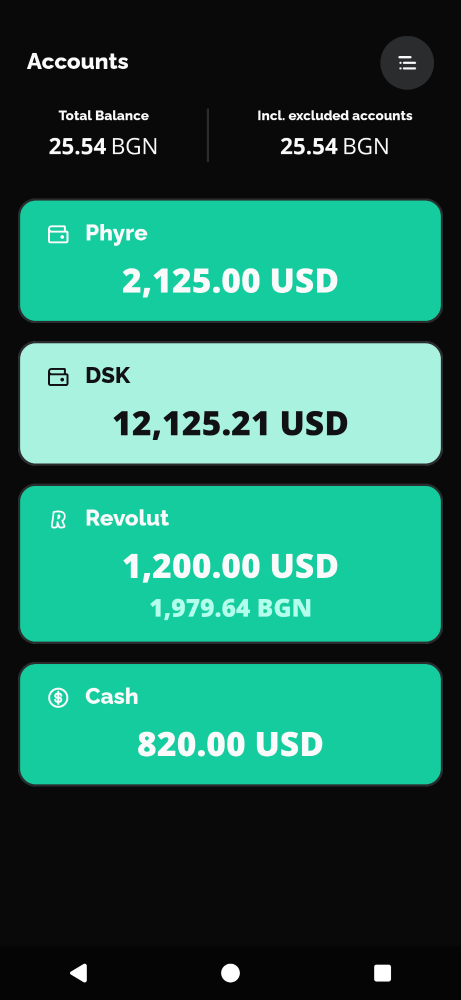 Accounts
Total Balance
25.54 BGN
Incl. excluded accounts
25.54 BGN
Phyre
2,125.00 USD
DSK
12,125.21 USD
Revolut
1,200.00 USD
1,979.64 BGN
Cash
820.00 USD